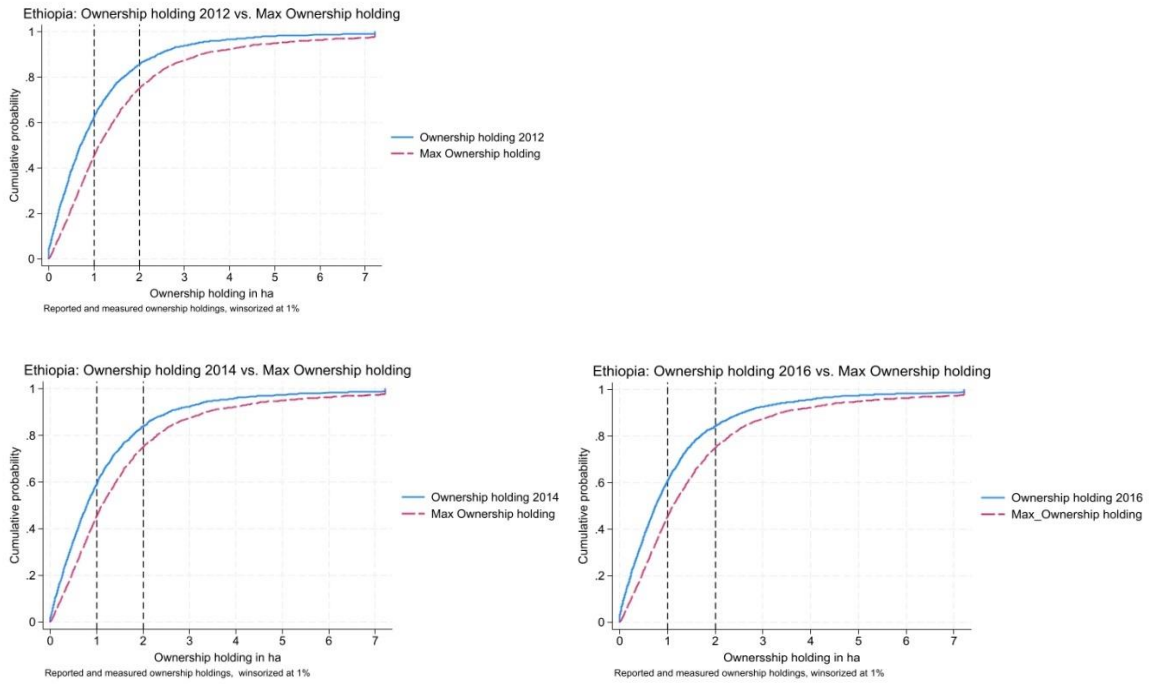 Ethiopia: Ownership holding 2012 vs. Max Ownership holding
1
.8
.6
.4
.2
0
Cumulative probability
0 1 2 3 4 5 6 7
Ownership holding in ha
Reported and measured ownership holdings, winsorized at 1%
Ownership holding 2012
Max Ownership holding
Ethiopia: Ownership holding 2014 vs. Max Ownership holding
1
.8
.6
.4
.2
0
Cumulative probability
0 1 2 3 4 5 6 7
Ownership holding in ha
Reported and measured ownership holdings, winsorized at 1%
Ownership holding 2014
Max Ownership holding
Ethiopia: Ownership holding 2016 vs. Max Ownership holding
1
.8
.6
.4
.2
0
Cumulative probability
0 1 2 3 4 5 6 7
Ownersship holding in ha
Reported and measured ownership holdings, winsorized at 1%
Ownership holding 2016
Max_Ownership holding